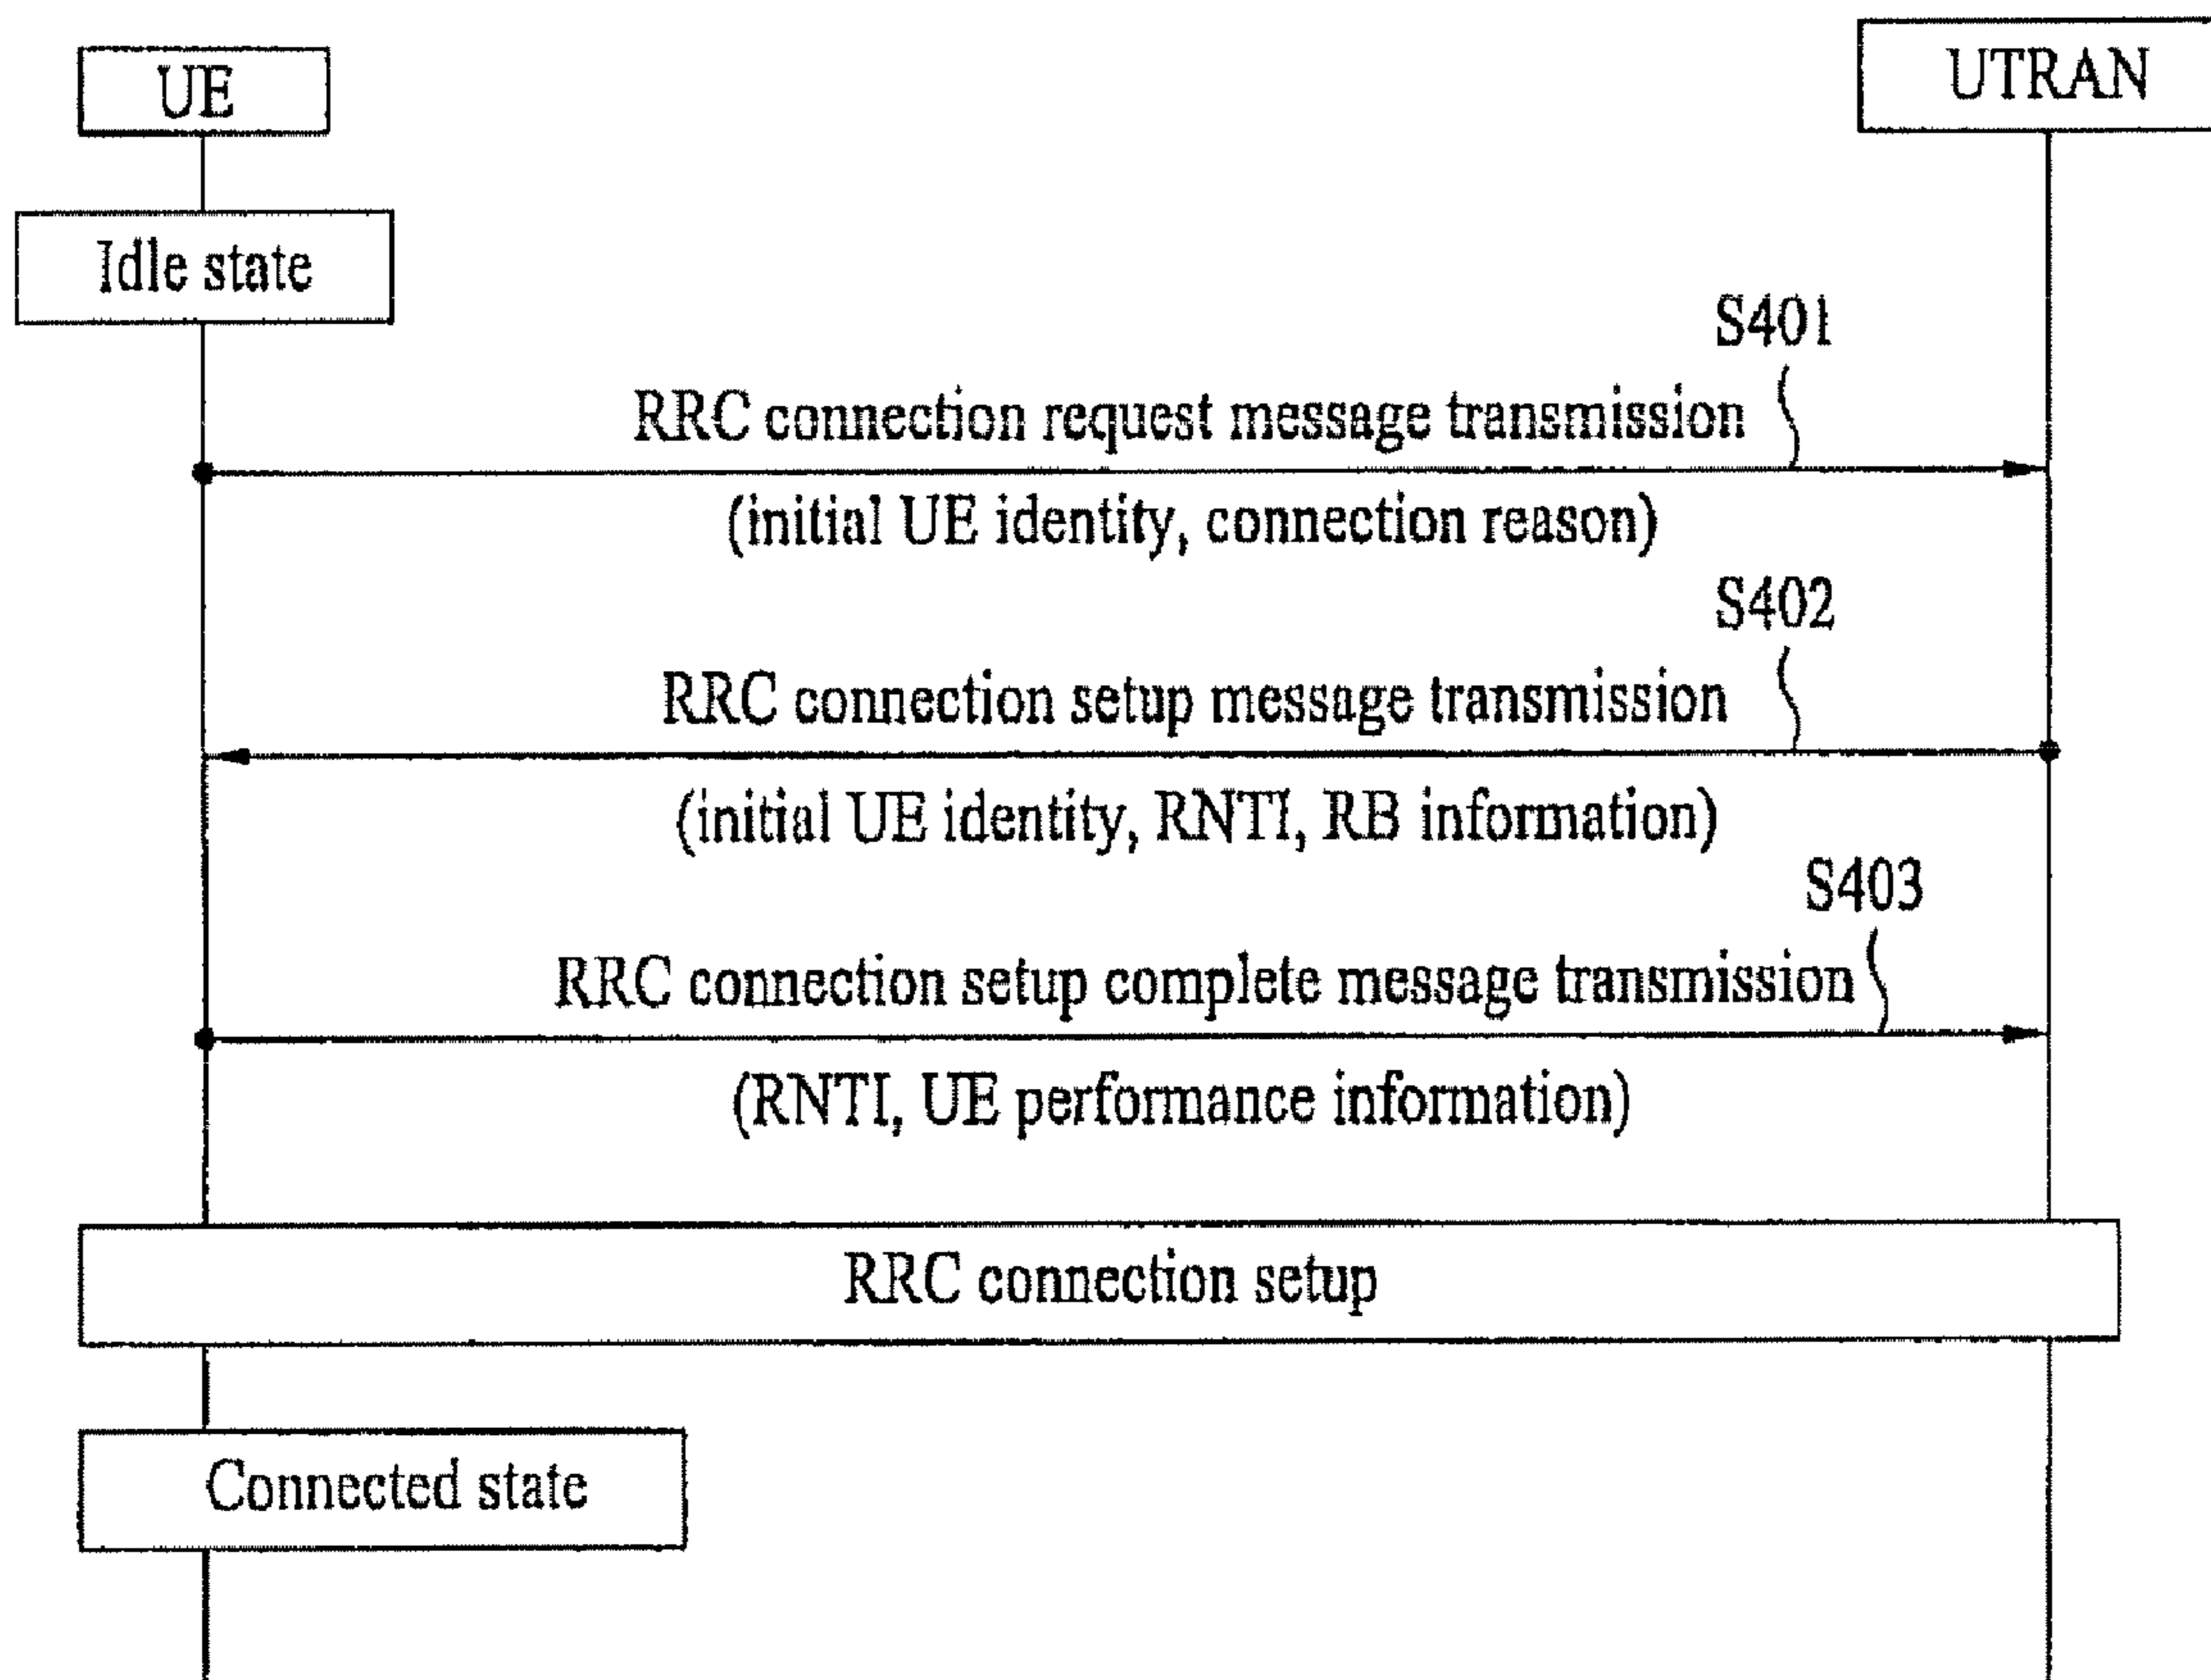 UE
UTRAN
Idle state
S401
RRC connection request message transmission
(initial UE identity, connection reason)
S402
RRC connection setup message transmission
(initial UE identity, RNTI, RB information)
S403
RRC connection setup complete message transmission
(RNTI, UE performance information)
RRC connection setup
Connected state